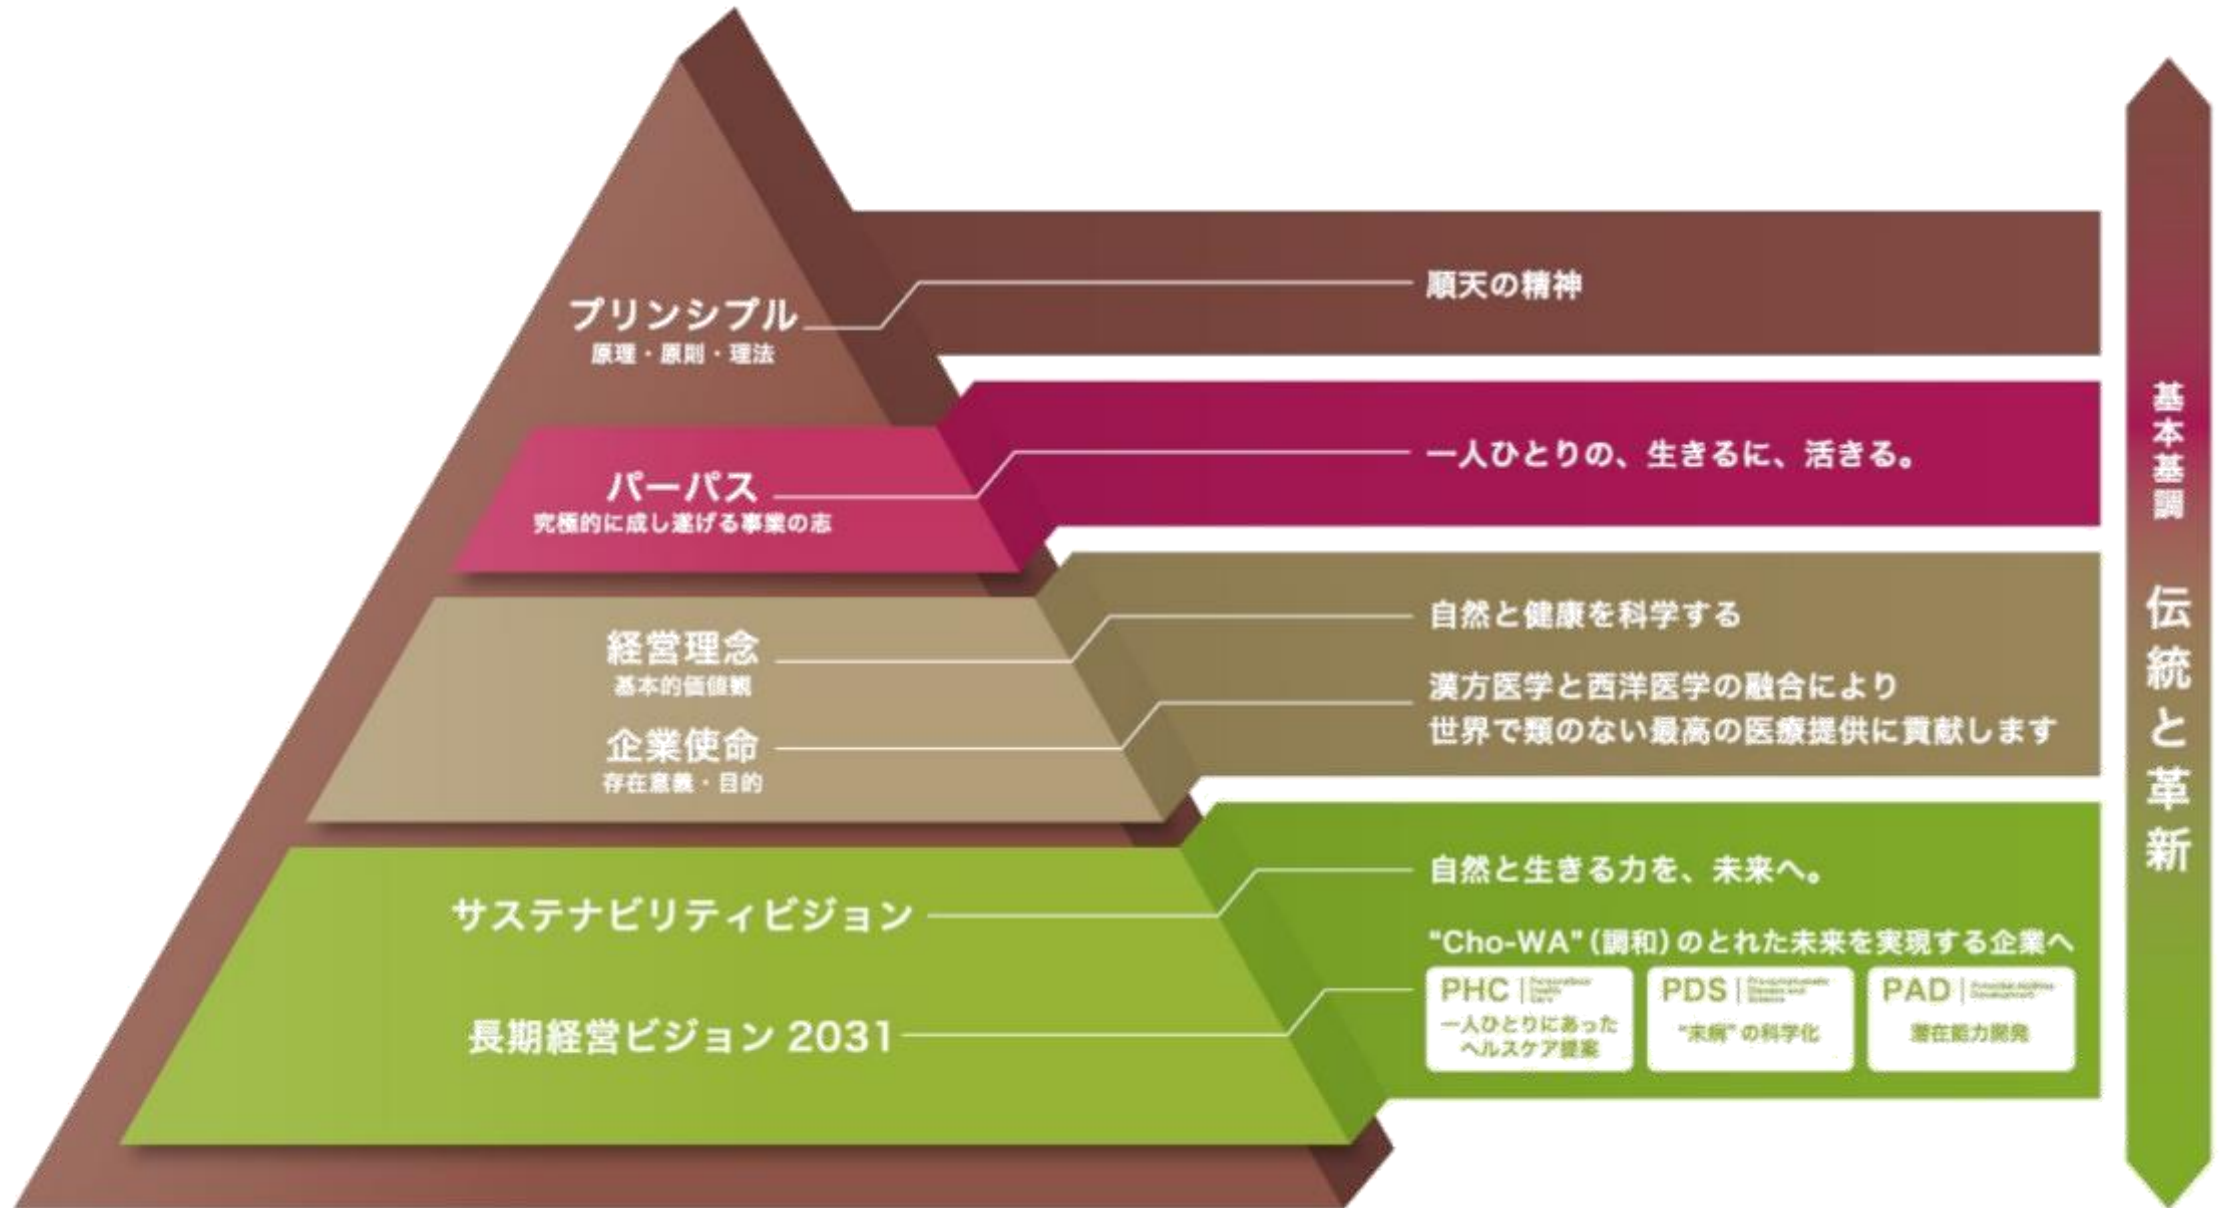 プリンシプル
原理・原則・理法
順天の精神
パーパス
究極的に成し遂げる事業の志
一人ひとりの、生きるに、活きる。
経営理念
基本的価値観
自然と健康を科学する
企業使命
存在意義・目的
漢方医学と西洋医学の融合により
世界で類のない最高の医療提供に貢献します
サステナビリティビジョン
自然と生きる力を、未来へ。
長期経営ビジョン 2031
“Cho-WA”(調和)のとれた未来を実現する企業へ
PHC
一人ひとりにあった
ヘルスケア提案
PDS
“未病”の科学化
PAD
潜在能力開発
基本基調 伝統と革新